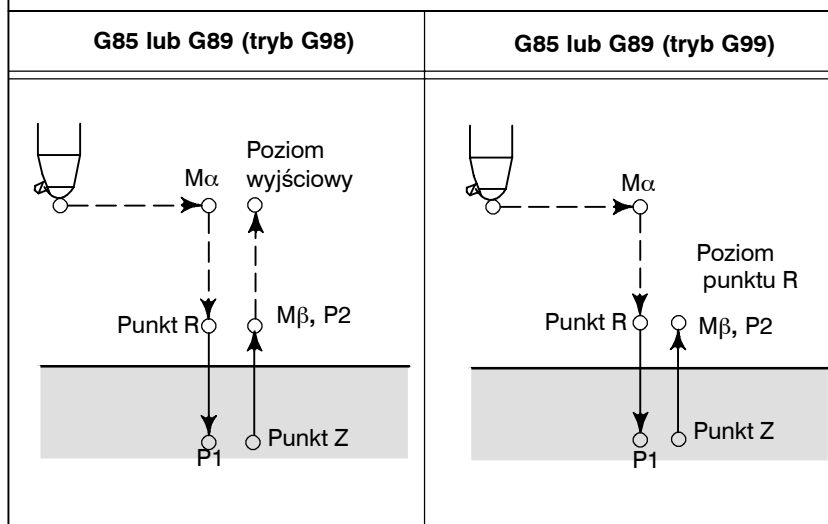 G85 lub G89 (tryb G98)
G85 lub G89 (tryb G99)
Mα
Poziom
wyjściowy
Punkt R
Mβ, P2
Punkt Z
P1
Mα
Poziom
punktu R
Punkt R
Mβ, P2
Punkt Z
P1